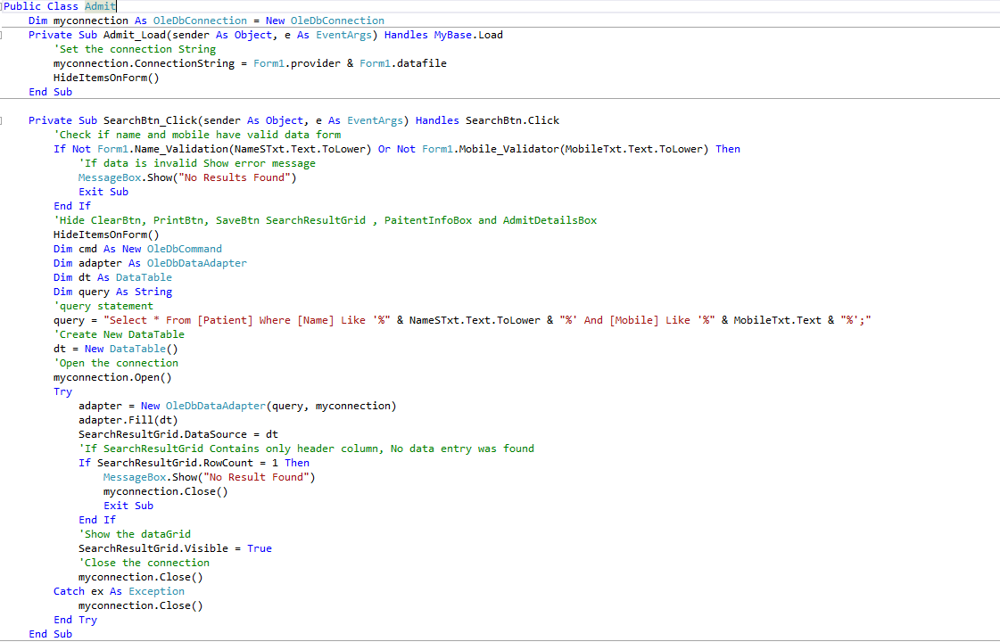 Public Class Admit
Dim myconnection As OleDbConnection = New OleDbConnection
Private Sub Admit_Load(sender As Object, e As EventArgs) Handles MyBase.Load
'Set the connection String
myconnection.ConnectionString = Form1.provider & Form1.datafile
HideItemsOnForm()
End Sub
Private Sub SearchBtn_Click(sender As Object, e As EventArgs) Handles SearchBtn.Click
'Check if name and mobile have valid data form
If Not Form1.Name_Validation(NameSTxt.Text.ToLower) Or Not Form1.Mobile_Validator(MobileTxt.Text.ToLower) Then
'If data is invalid Show error message
MessageBox.Show("No Results Found")
Exit Sub
End If
'Hide ClearBtn, PrintBtn, SaveBtn SearchResultGrid , PaitentInfoBox and AdmitDetailsBox
HideItemsOnForm()
Dim cmd As New OleDbCommand
Dim adapter As OleDbDataAdapter
Dim dt As DataTable
Dim query As String
'query statement
query = "Select * From [Patient] Where [Name] Like '%" & NameSTxt.Text.ToLower & "%' And [Mobile] Like '%" & MobileTxt.Text & "%';"
'Create New DataTable
dt = New DataTable()
'Open the connection
myconnection.Open()
Try
adapter = New OleDbDataAdapter(query, myconnection)
adapter.Fill(dt)
SearchResultGrid.DataSource = dt
'If SearchResultGrid Contains only header column, No data entry was found
If SearchResultGrid.RowCount = 1 Then
MessageBox.Show("No Result Found")
myconnection.Close()
Exit Sub
End If
'Show the dataGrid
SearchResultGrid.Visible = True
'Close the connection
myconnection.Close()
Catch ex As Exception
myconnection.Close()
End Try
End Sub